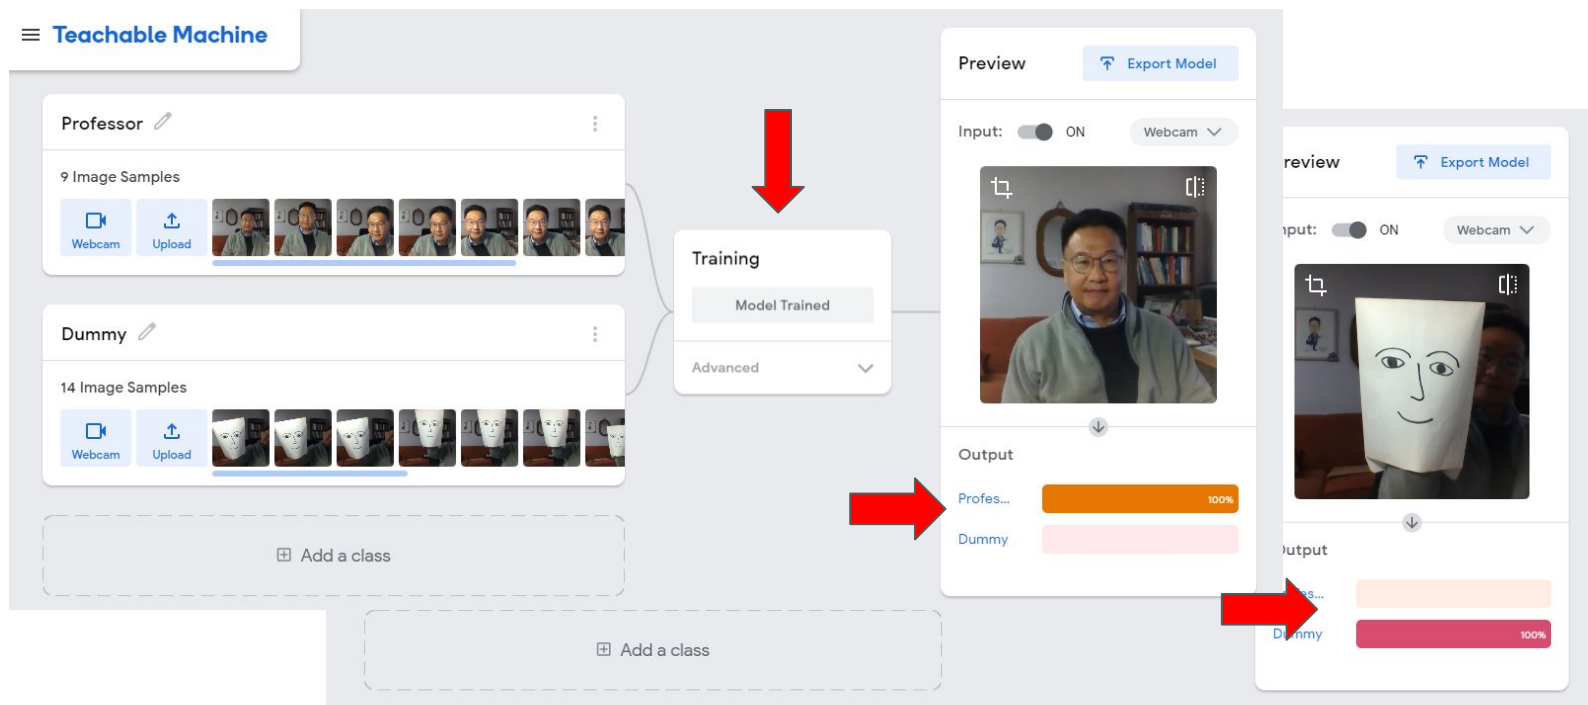 Teachable Machine
Professor
9 Image Samples
Webcam
Upload
Dummy
14 Image Samples
Webcam
Upload
Add a class
Training
Model Trained
Advanced
Preview
Export Model
Input:
ON
Webcam
Output
Profes...
100%
Dummy
review
Export Model
put:
ON
Webcam
utput
es...
Dummy
100%
Add a class